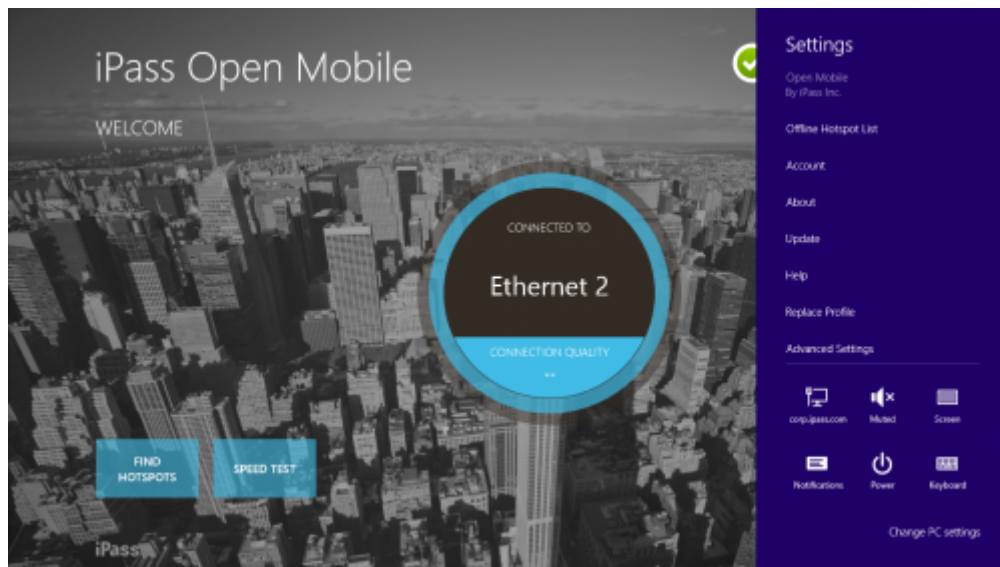 iPass Open Mobile
WELCOME
CONNECTED TO
Ethernet 2
CONNECTION QUALITY
--
FIND
HOTSPOTS
SPEED TEST
iPass
Settings
Open Mobile
By iPass Inc.
Offline Hotspot List
Account
About
Update
Help
Replace Profile
Advanced Settings
corp.ipass.com
Muted
Screen
Notifications
Power
Keyboard
Change PC settings